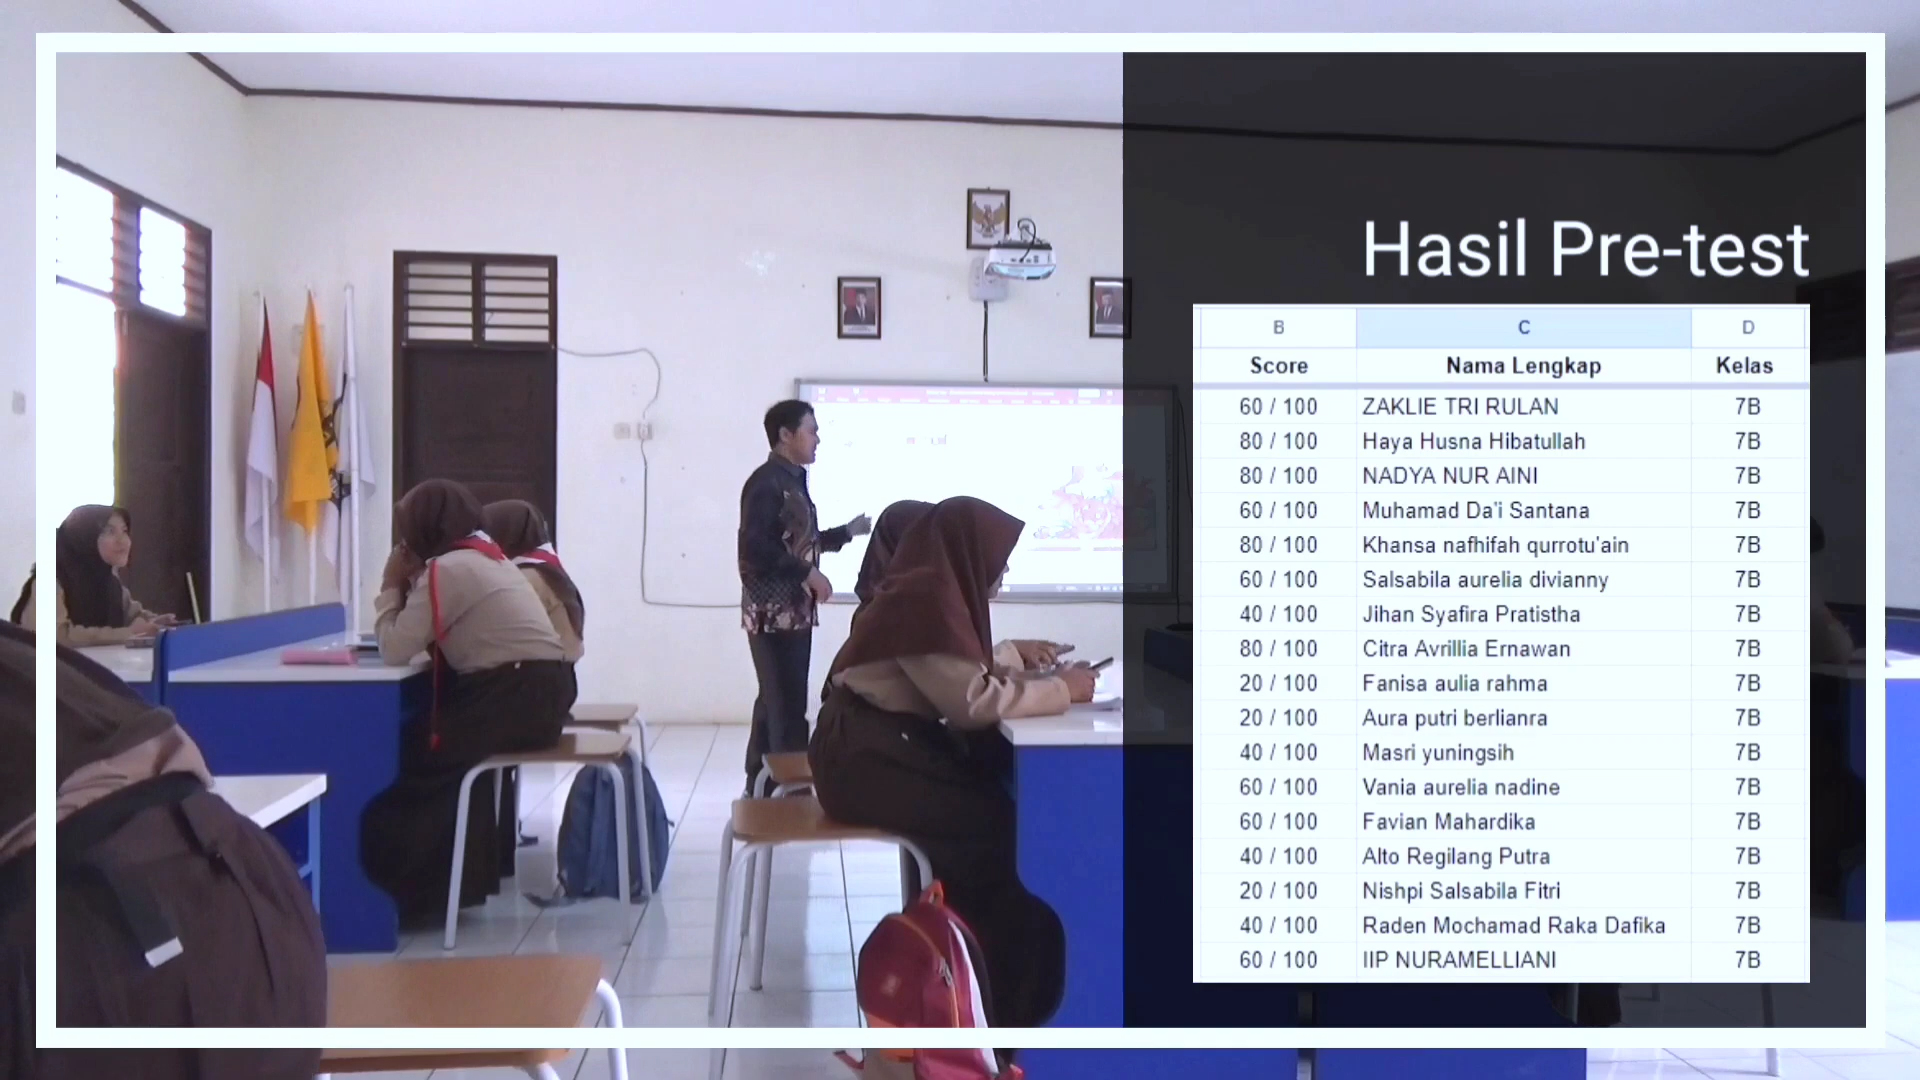 Hasil Pre-test
B C D
Score Nama Lengkap Kelas
60 / 100 ZAKLIE TRI RULAN 7B
80 / 100 Haya Husna Hibatullah 7B
80 / 100 NADYA NUR AINI 7B
60 / 100 Muhamad Da'i Santana 7B
80 / 100 Khansa nafhifah qurrotu'ain 7B
60 / 100 Salsabila aurelia divianny 7B
40 / 100 Jihan Syafira Pratistha 7B
80 / 100 Citra Avrillia Ernawan 7B
20 / 100 Fanisa aulia rahma 7B
20 / 100 Aura putri berlianra 7B
40 / 100 Masri yuningsih 7B
60 / 100 Vania aurelia nadine 7B
60 / 100 Favian Mahardika 7B
40 / 100 Alto Regilang Putra 7B
20 / 100 Nishpi Salsabila Fitri 7B
40 / 100 Raden Mochamad Raka Dafika 7B
60 / 100 IIP NURAMELLIANI 7B